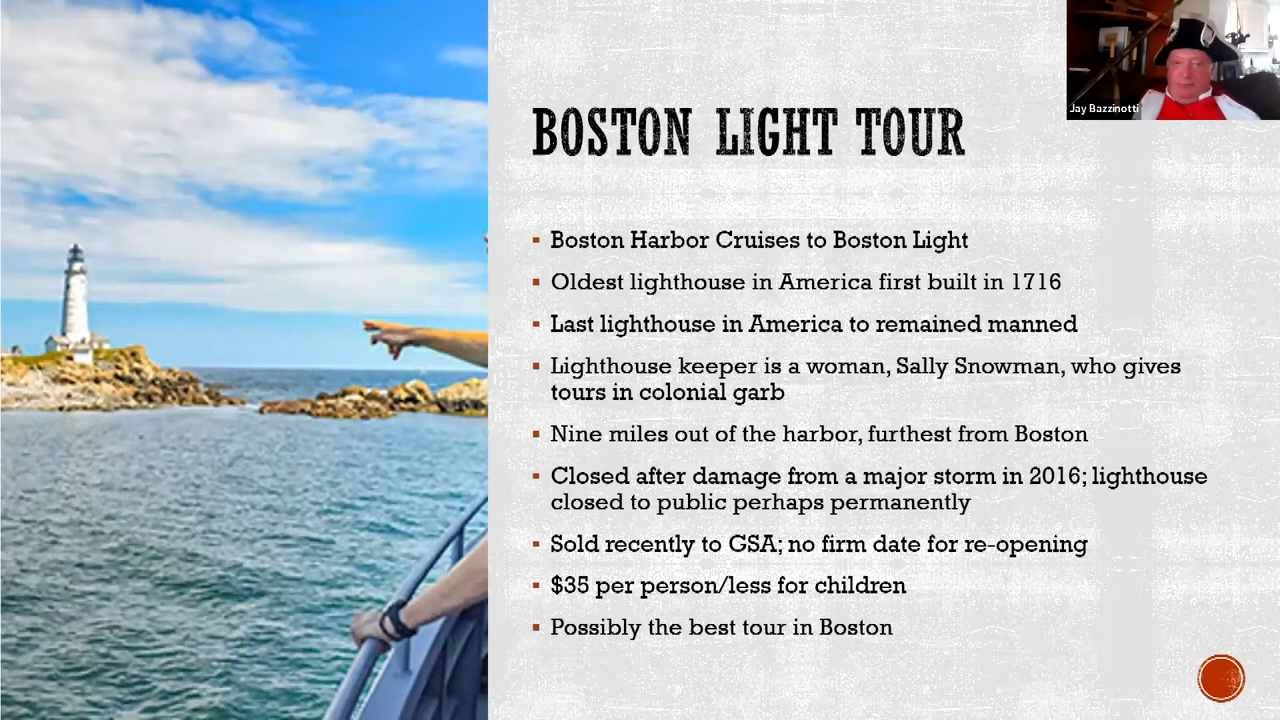 Jay Bazzinotti
BOSTON LIGHT TOUR
▪ Boston Harbor Cruises to Boston Light
▪ Oldest lighthouse in America first built in 1716
▪ Last lighthouse in America to remained manned
▪ Lighthouse keeper is a woman, Sally Snowman, who gives
tours in colonial garb
▪ Nine miles out of the harbor, furthest from Boston
▪ Closed after damage from a major storm in 2016; lighthouse
closed to public perhaps permanently
▪ Sold recently to GSA; no firm date for re-opening
▪ $35 per person/less for children
▪ Possibly the best tour in Boston